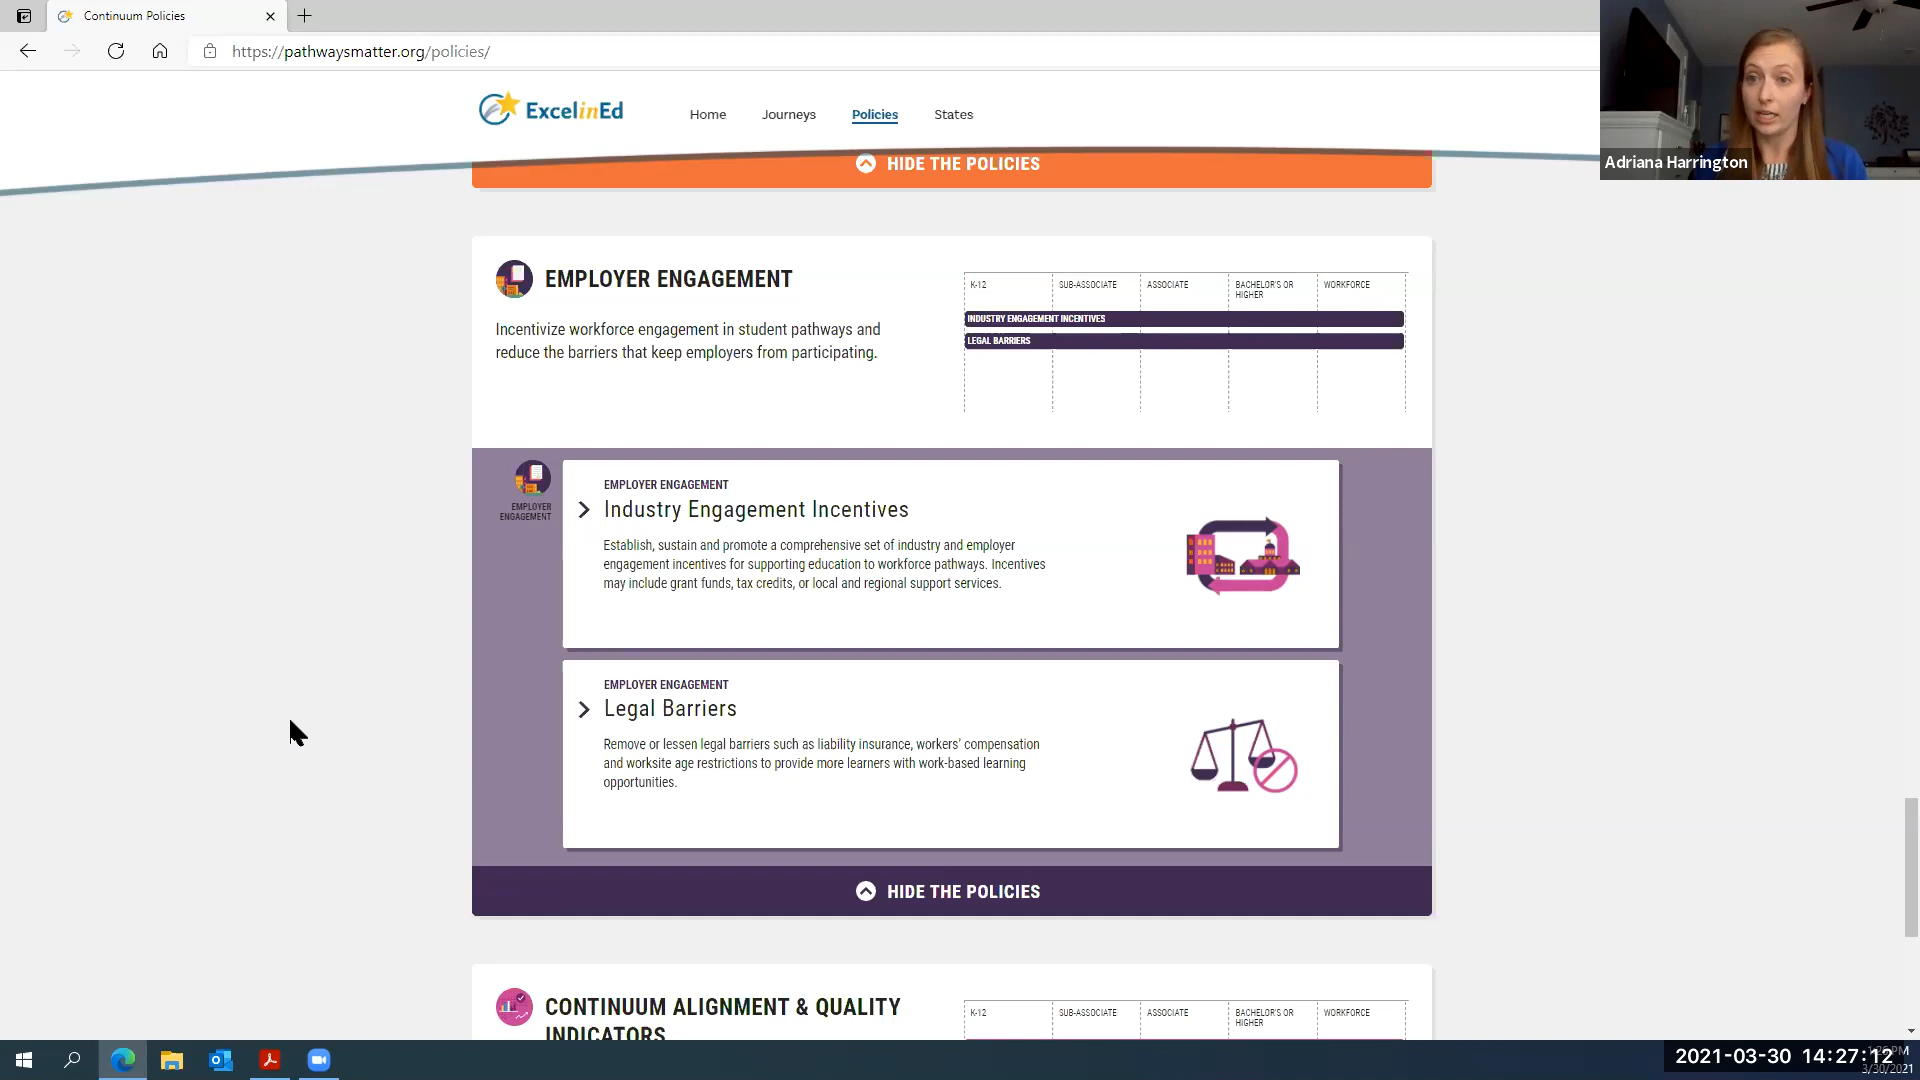 Continuum Policies
https://pathwaysmatter.org/policies/
ExcelinEd
Home
Journeys
Policies
States
Adriana Harrington
HIDE THE POLICIES
EMPLOYER ENGAGEMENT
Incentivize workforce engagement in student pathways and
reduce the barriers that keep employers from participating.
K-12
SUB-ASSOCIATE
ASSOCIATE
BACHELOR'S OR
HIGHER
WORKFORCE
INDUSTRY ENGAGEMENT INCENTIVES
LEGAL BARRIERS
EMPLOYER
ENGAGEMENT
EMPLOYER ENGAGEMENT
Industry Engagement Incentives
Establish, sustain and promote a comprehensive set of industry and employer
engagement incentives for supporting education to workforce pathways. Incentives
may include grant funds, tax credits, or local and regional support services.
EMPLOYER ENGAGEMENT
Legal Barriers
Remove or lessen legal barriers such as liability insurance, workers' compensation
and worksite age restrictions to provide more learners with work-based learning
opportunities.
HIDE THE POLICIES
CONTINUUM ALIGNMENT & QUALITY
INDICATORS
K-12
SUB-ASSOCIATE
ASSOCIATE
BACHELOR'S OR
HIGHER
WORKFORCE
2021-03-30 14:27:12
3/30/2021